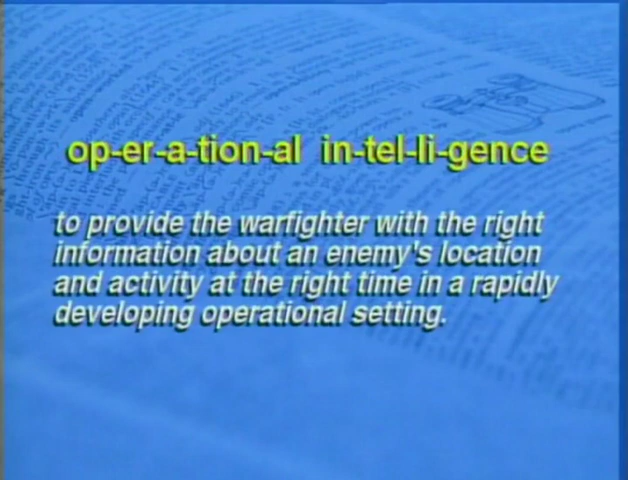 op-er-a-tion-al in-tel-li-gence
to provide the warfighter with the right
information about an enemy's location
and activity at the right time in a rapidly
developing operational setting.